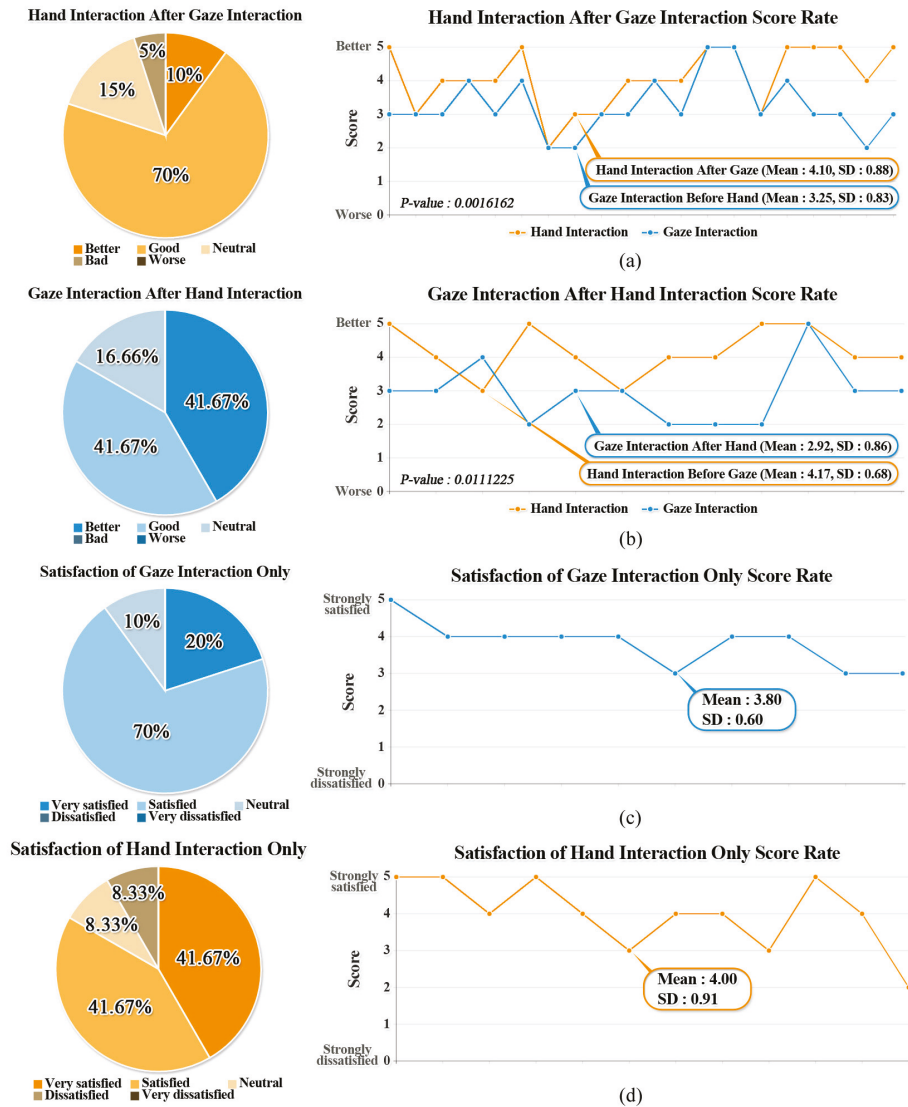 Hand Interaction After Gaze Interaction
5%
10%
15%
70%
Better Good Neutral
Bad Worse
Hand Interaction After Gaze Interaction Score Rate
Better 5
4
3
2
1
Worse 0
Score
Hand Interaction After Gaze (Mean : 4.10, SD : 0.88)
Gaze Interaction Before Hand (Mean : 3.25, SD : 0.83)
P-value : 0.0016162
Hand Interaction Gaze Interaction
(a)
Gaze Interaction After Hand Interaction
16.66%
41.67%
41.67%
Better Good Neutral
Bad Worse
Gaze Interaction After Hand Interaction Score Rate
Better 5
4
3
2
1
Worse 0
Score
Gaze Interaction After Hand (Mean : 2.92, SD : 0.86)
Hand Interaction Before Gaze (Mean : 4.17, SD : 0.68)
P-value : 0.0111225
Hand Interaction Gaze Interaction
(b)
Satisfaction of Gaze Interaction Only
10%
20%
70%
Very satisfied Satisfied Neutral
Dissatisfied Very dissatisfied
Satisfaction of Gaze Interaction Only Score Rate
Strongly
satisfied 5
4
3
2
1
Strongly
dissatisfied 0
Score
Mean : 3.80
SD : 0.60
(c)
Satisfaction of Hand Interaction Only
8.33%
8.33%
41.67%
41.67%
Very satisfied Satisfied Neutral
Dissatisfied Very dissatisfied
Satisfaction of Hand Interaction Only Score Rate
Strongly
satisfied 5
4
3
2
1
Strongly
dissatisfied 0
Score
Mean : 4.00
SD : 0.91
(d)